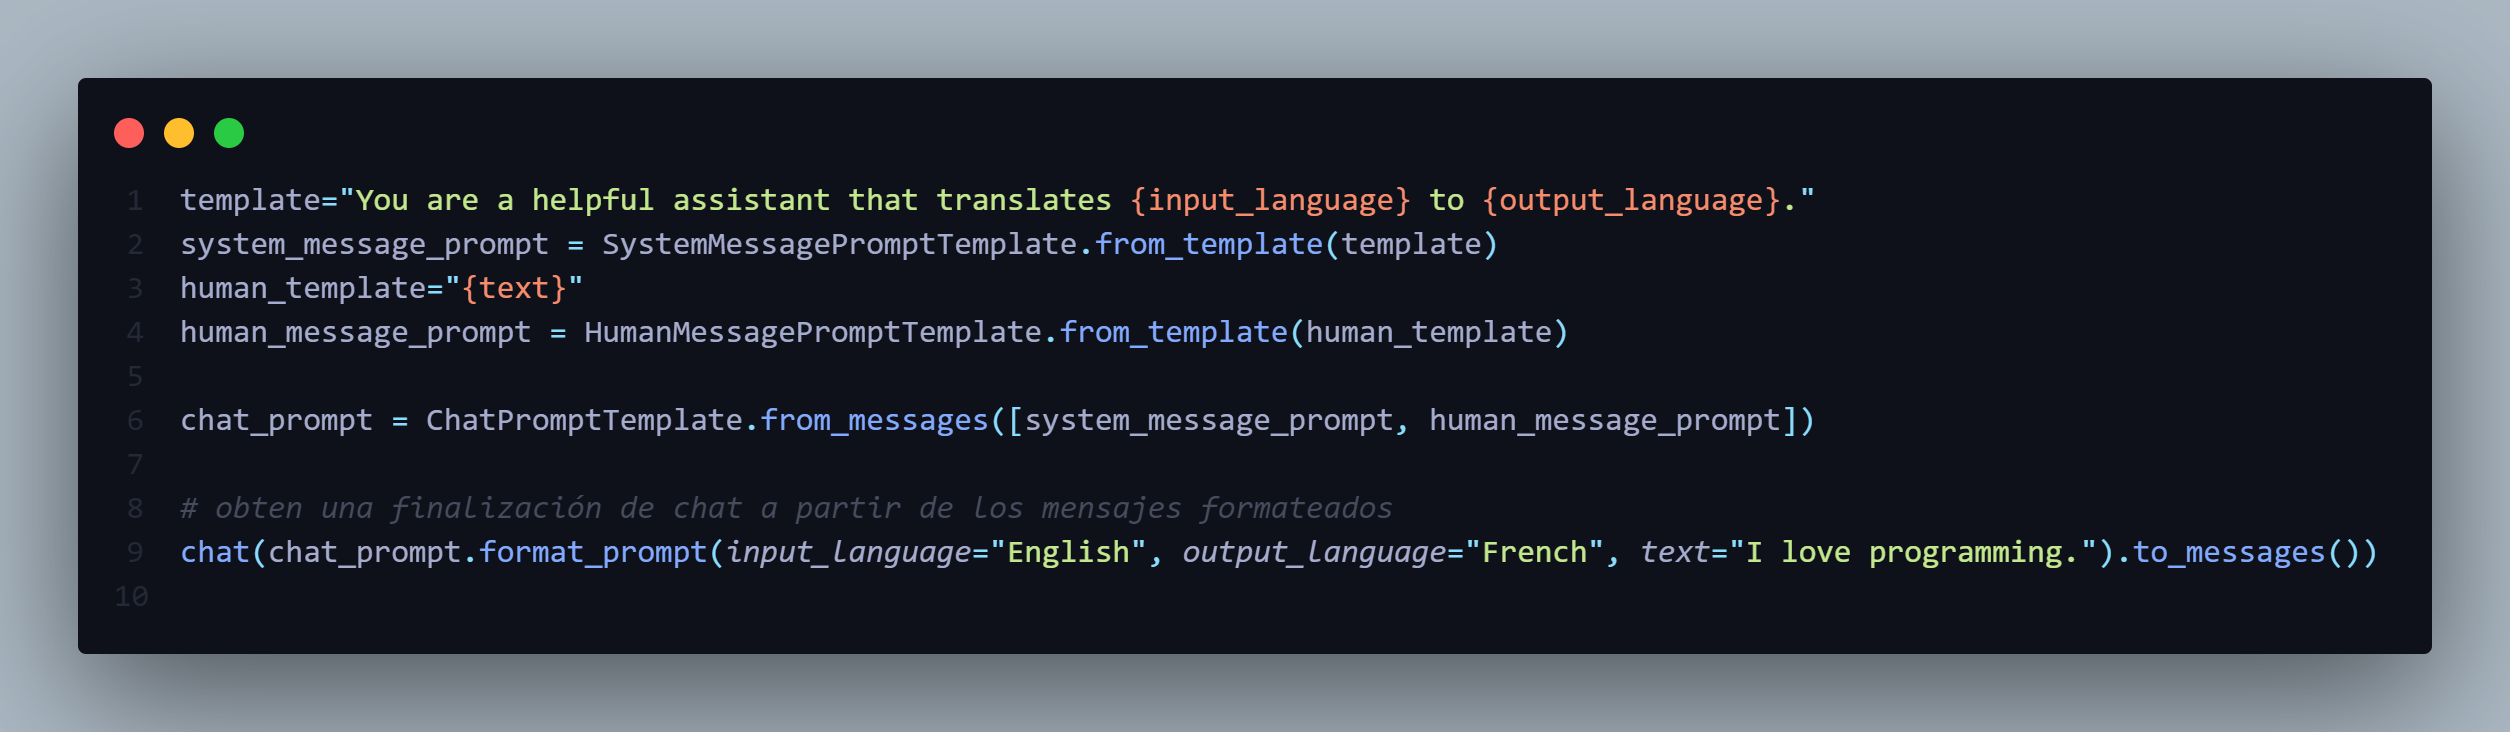 1 template="You are a helpful assistant that translates {input_language} to {output_language}."
2 system_message_prompt = SystemMessagePromptTemplate.from_template(template)
3 human_template="{text}"
4 human_message_prompt = HumanMessagePromptTemplate.from_template(human_template)
5
6 chat_prompt = ChatPromptTemplate.from_messages([system_message_prompt, human_message_prompt])
7
8 # obten una finalización de chat a partir de los mensajes formateados
9 chat(chat_prompt.format_prompt(input_language="English", output_language="French", text="I love programming.").to_messages())
10